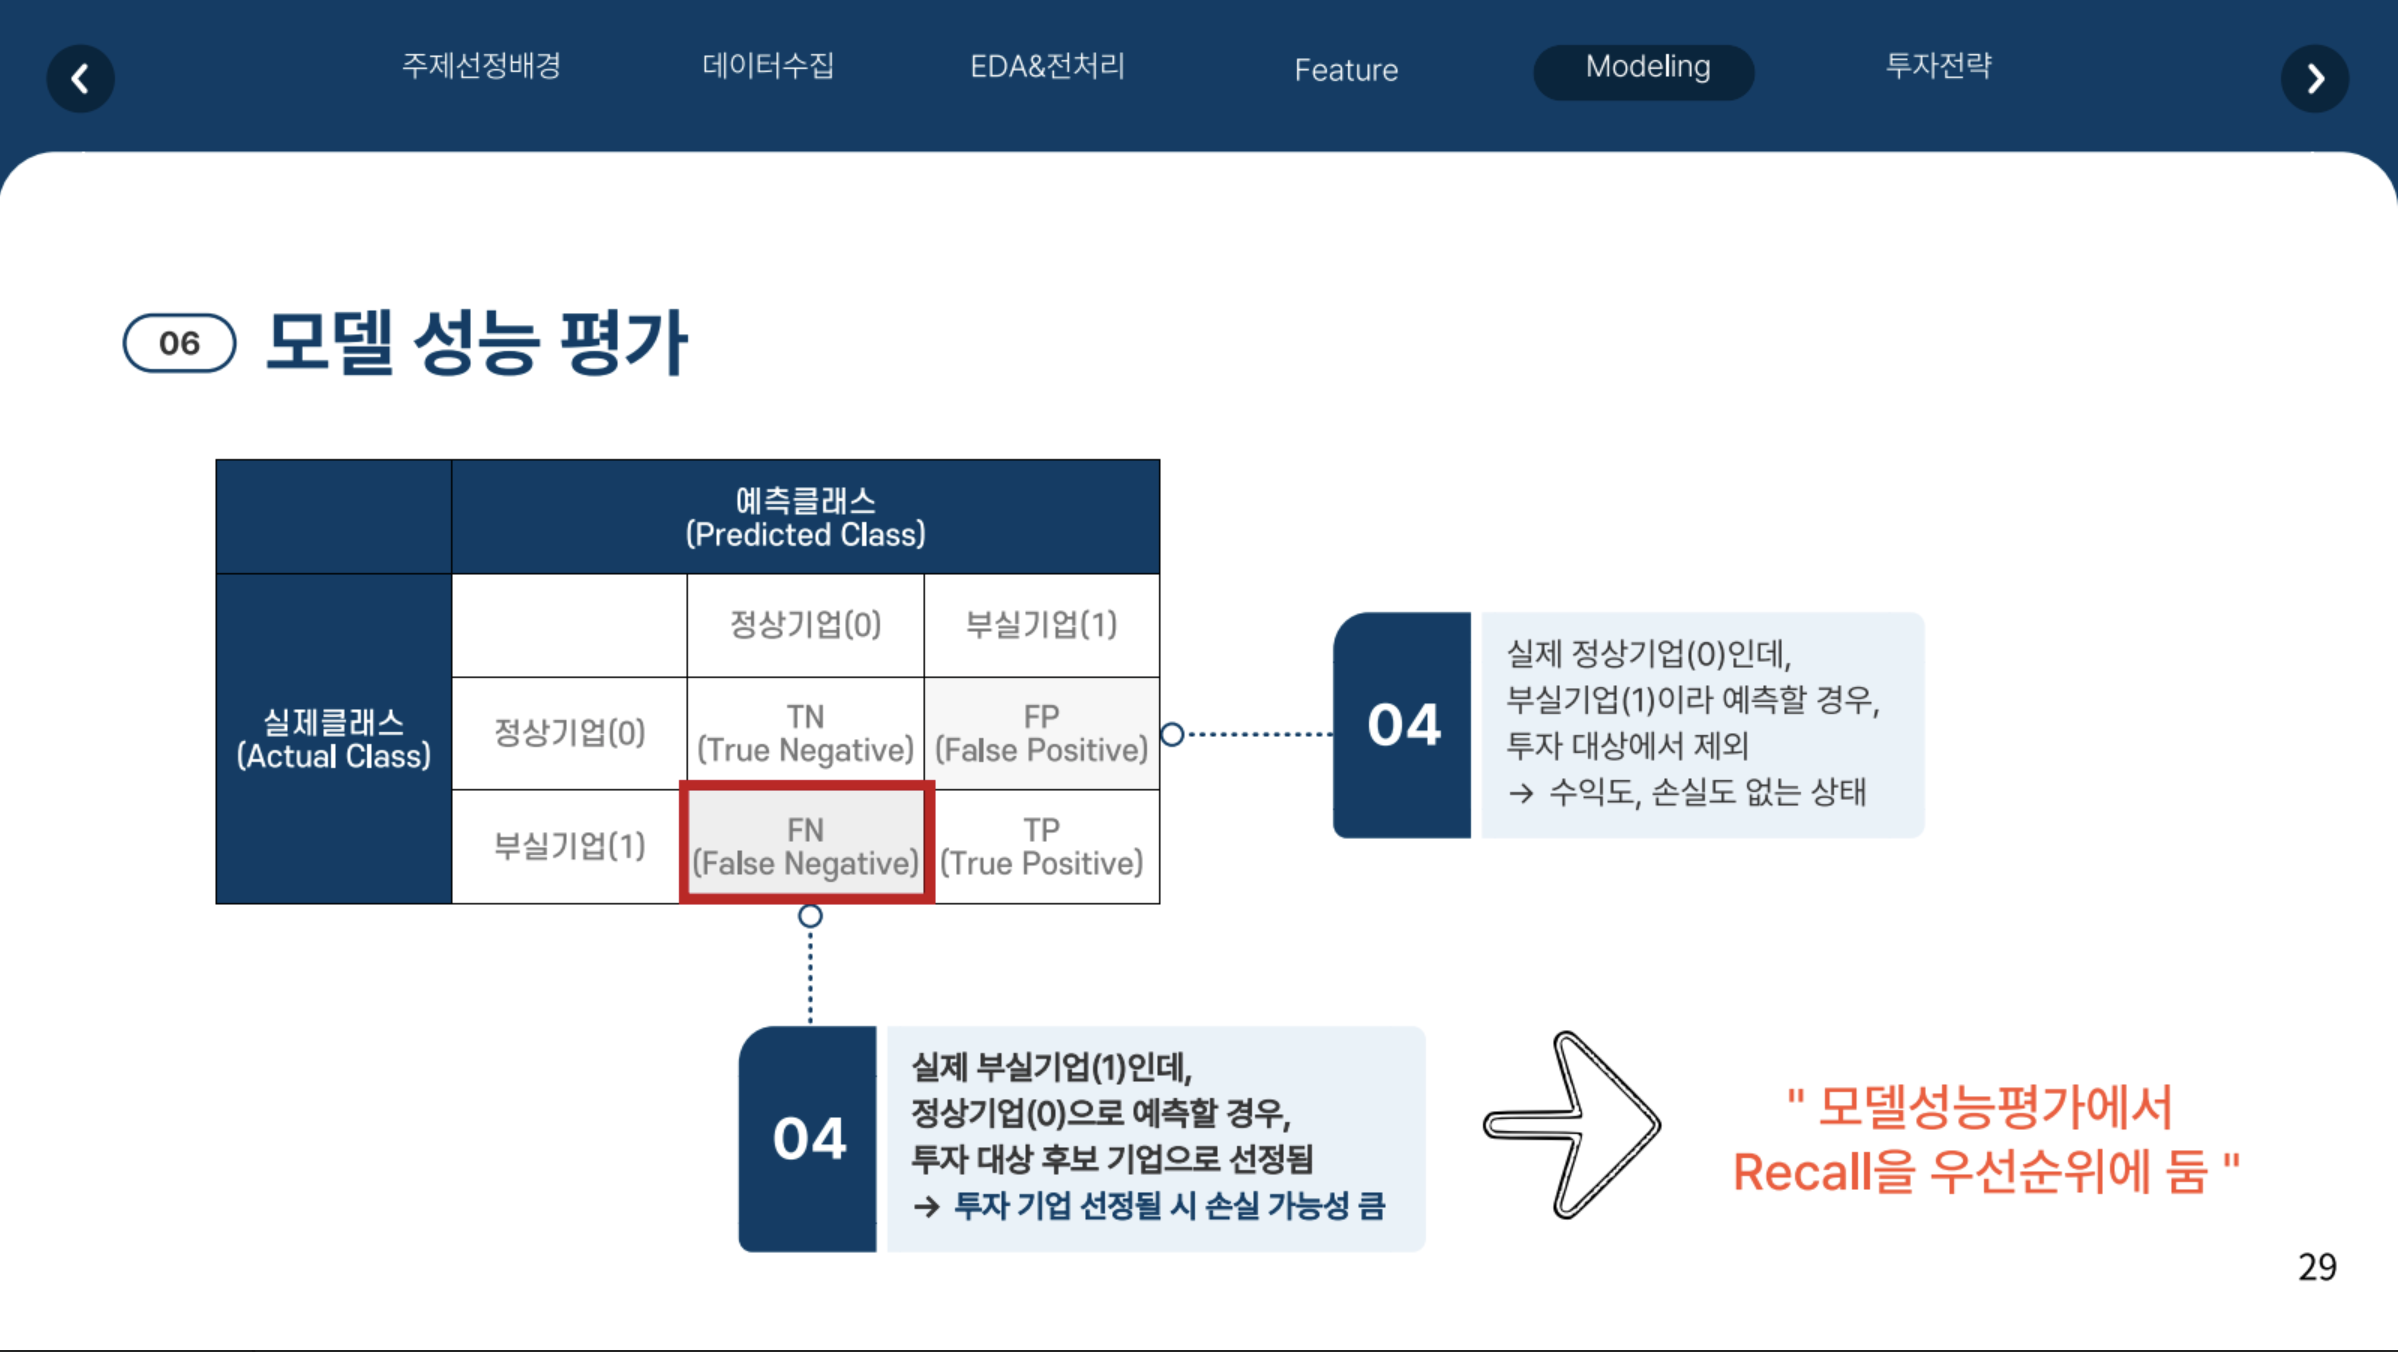 주제선정배경
데이터수집
EDA&전처리
Feature
Modeling
투자전략
06
모델 성능 평가
예측클래스
(Predicted Class)
정상기업(0)
부실기업(1)
실제클래스
(Actual Class)
정상기업(0)
TN
(True Negative)
FP
(False Positive)
부실기업(1)
FN
(False Negative)
TP
(True Positive)
04
실제 정상기업(0)인데,
부실기업(1)이라 예측할 경우,
투자 대상에서 제외
→ 수익도, 손실도 없는 상태
04
실제 부실기업(1)인데,
정상기업(0)으로 예측할 경우,
투자 대상 후보 기업으로 선정됨
→ 투자 기업 선정될 시 손실 가능성 큼
" 모델성능평가에서
Recall을 우선순위에 둠 "
29